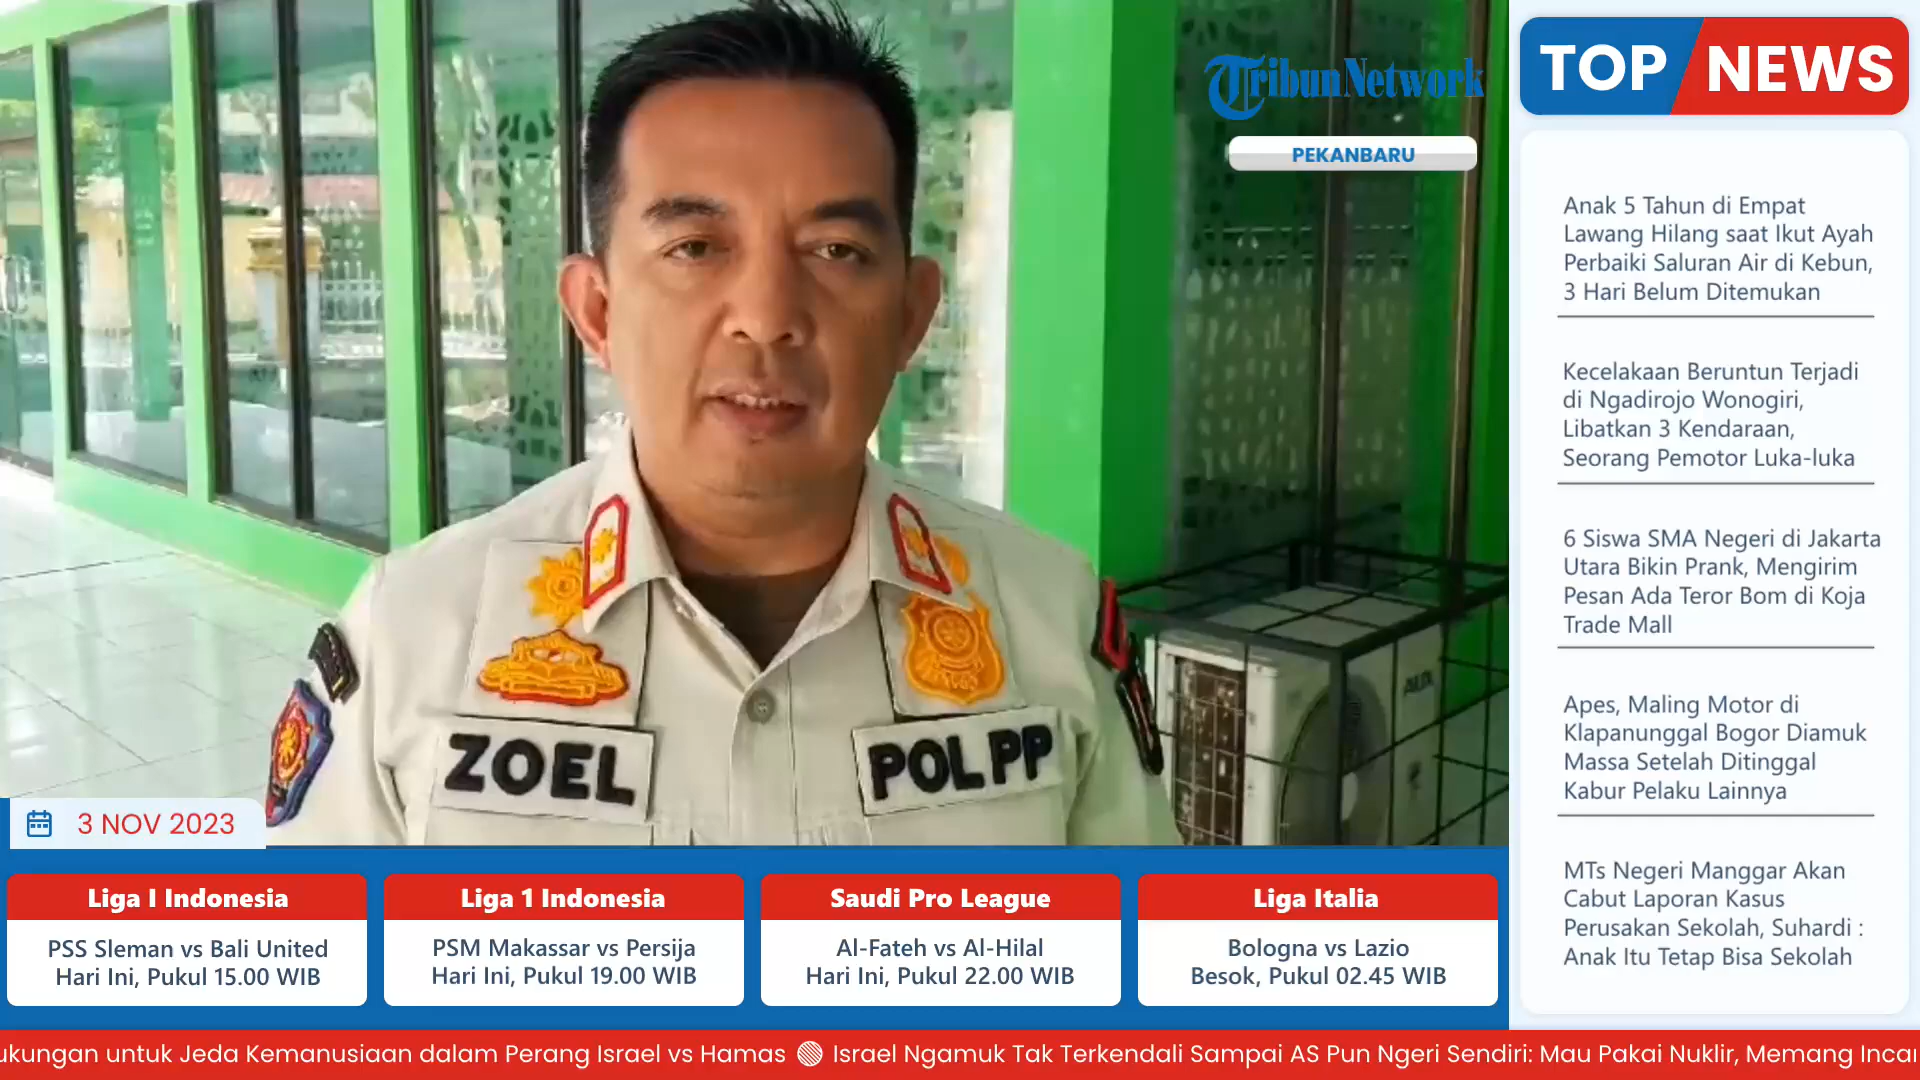 TribunNetwork
PEKANBARU
ZOEL
POL PP
AUX
3 NOV 2023
TOP NEWS
Anak 5 Tahun di Empat
Lawang Hilang saat Ikut Ayah
Perbaiki Saluran Air di Kebun,
3 Hari Belum Ditemukan
Kecelakaan Beruntun Terjadi
di Ngadirojo Wonogiri,
Libatkan 3 Kendaraan,
Seorang Pemotor Luka-luka
6 Siswa SMA Negeri di Jakarta
Utara Bikin Prank, Mengirim
Pesan Ada Teror Bom di Koja
Trade Mall
Apes, Maling Motor di
Klapanunggal Bogor Diamuk
Massa Setelah Ditinggal
Kabur Pelaku Lainnya
MTs Negeri Manggar Akan
Cabut Laporan Kasus
Perusakan Sekolah, Suhardi :
Anak Itu Tetap Bisa Sekolah
Liga I Indonesia
PSS Sleman vs Bali United
Hari Ini, Pukul 15.00 WIB
Liga 1 Indonesia
PSM Makassar vs Persija
Hari Ini, Pukul 19.00 WIB
Saudi Pro League
Al-Fateh vs Al-Hilal
Hari Ini, Pukul 22.00 WIB
Liga Italia
Bologna vs Lazio
Besok, Pukul 02.45 WIB
ukungan untuk Jeda Kemanusiaan dalam Perang Israel vs Hamas Israel Ngamuk Tak Terkendali Sampai AS Pun Ngeri Sendiri: Mau Pakai Nuklir, Memang Incar